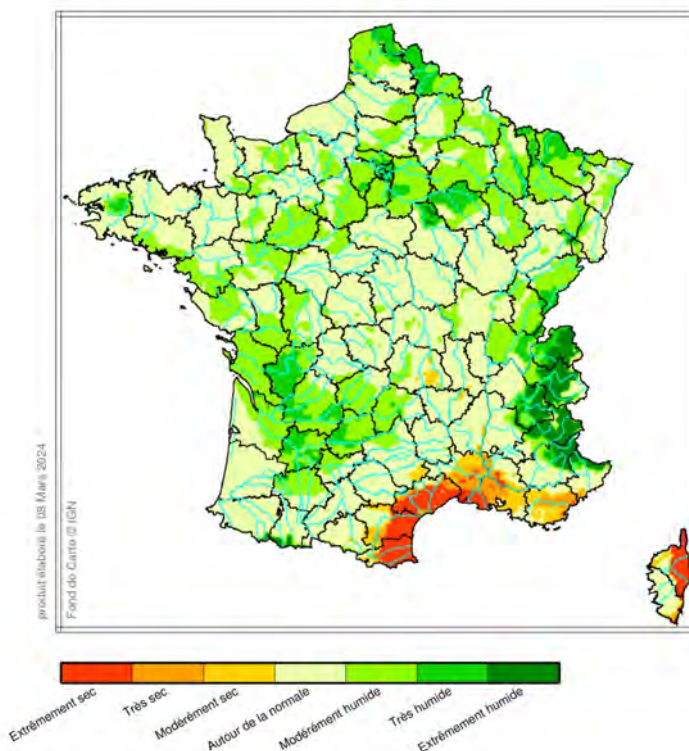 produit élaboré le 08 Mars 2024
Fond de Carte © IGN
Extrêmement sec
Très sec
Modérément sec
Autour de la normale
Modérément humide
Très humide
Extrêmement humide